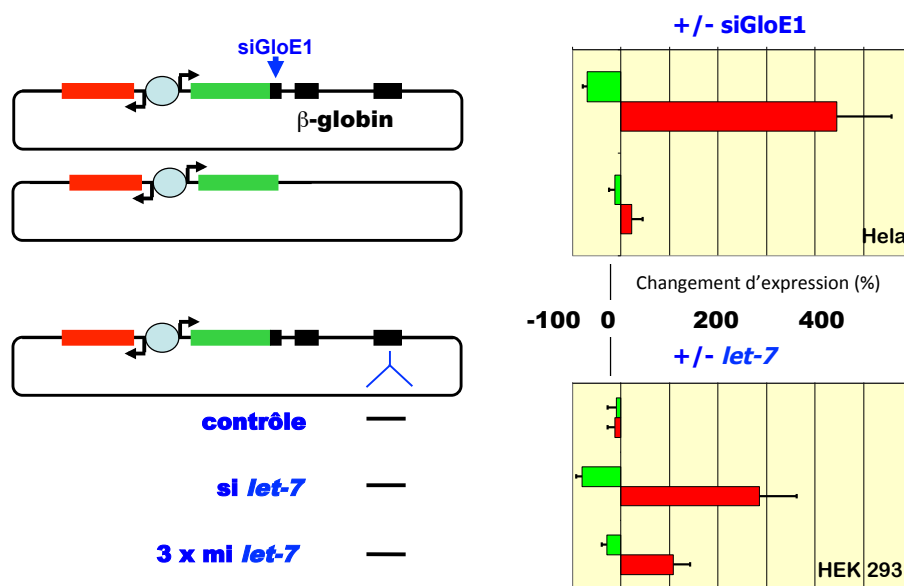 siGloE1
β-globin
+/- siGloE1
Hela
Changement d’expression (%)
-100 0 200 400
+/- let-7
contrôle
si let-7
3 x mi let-7
HEK 293